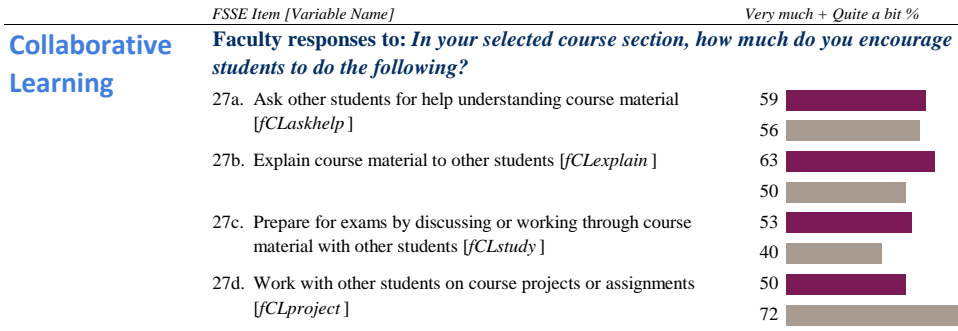 FSSE Item [Variable Name] Very much + Quite a bit %
Collaborative
Learning
Faculty responses to: In your selected course section, how much do you encourage
students to do the following?
27a. Ask other students for help understanding course material
[fCLaskhelp ]
59
56
27b. Explain course material to other students [fCLexplain ]
63
50
27c. Prepare for exams by discussing or working through course
material with other students [fCLstudy ]
53
40
27d. Work with other students on course projects or assignments
[fCLproject ]
50
72